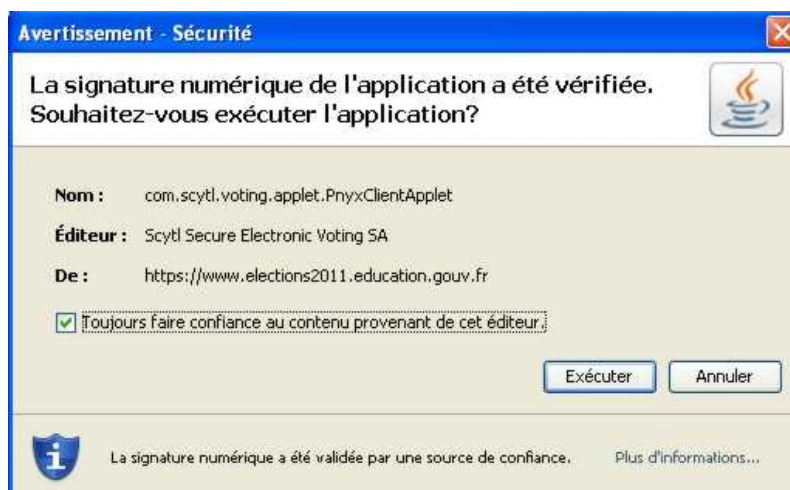 Avertissement - Sécurité
La signature numérique de l'application a été vérifiée.
Souhaitez-vous exécuter l'application?
Nom : com.scytl.voting.applet.PnyxClientApplet
Éditeur : Scytl Secure Electronic Voting SA
De : https://www.elections2011.education.gouv.fr
Toujours faire confiance au contenu provenant de cet éditeur.
Exécuter Annuler
La signature numérique a été validée par une source de confiance. Plus d'informations...